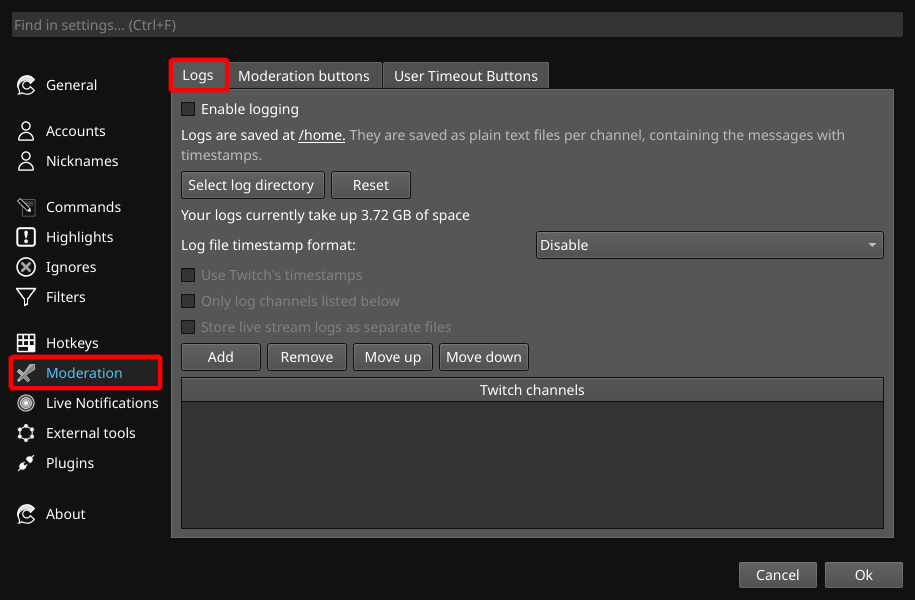 Find in settings... (Ctrl+F)
General
Accounts
Nicknames
Commands
Highlights
Ignores
Filters
Hotkeys
Moderation
Live Notifications
External tools
Plugins
About
Logs
Moderation buttons
User Timeout Buttons
Enable logging
Logs are saved at /home. They are saved as plain text files per channel, containing the messages with
timestamps.
Select log directory
Reset
Your logs currently take up 3.72 GB of space
Log file timestamp format:
Disable
Use Twitch's timestamps
Only log channels listed below
Store live stream logs as separate files
Add
Remove
Move up
Move down
Twitch channels
Cancel
Ok